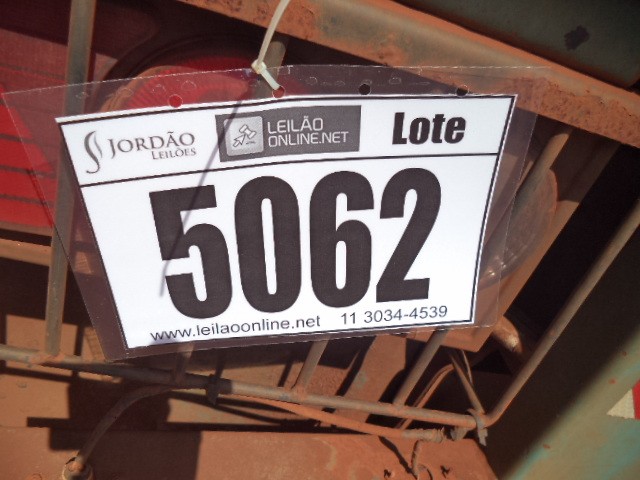 JORDÃO
LEILÕES
LEILÃO
ONLINE.NET
Lote
5062
www.leilaoonline.net 11 3034-4539